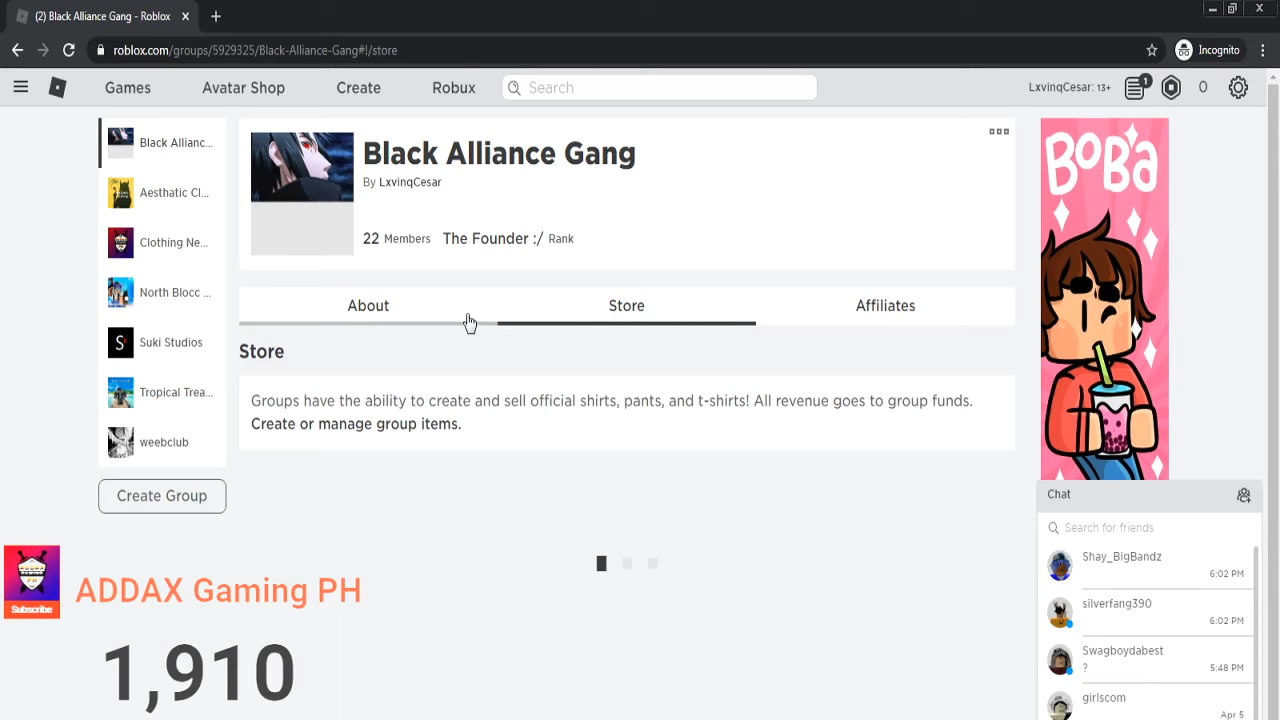 (2) Black Alliance Gang - Roblox
roblox.com/groups/5929325/Black-Alliance-Gang#!/store
Incognito
Games
Avatar Shop
Create
Robux
Search
LxvinqCesar: 13+
1
0
Black Allianc...
Aesthatic Cl...
Clothing Ne...
North Blocc ...
Suki Studios
Tropical Trea...
weebclub
Create Group
Black Alliance Gang
By LxvinqCesar
22 Members The Founder :/ Rank
About
Store
Affiliates
Store
Groups have the ability to create and sell official shirts, pants, and t-shirts! All revenue goes to group funds.
Create or manage group items.
BOBA
Chat
Search for friends
Shay_BigBandz
6:02 PM
silverfang390
6:02 PM
Swagboydabest
?
5:48 PM
girlscom
Apr 5
Subscribe
ADDAX Gaming PH
1,910